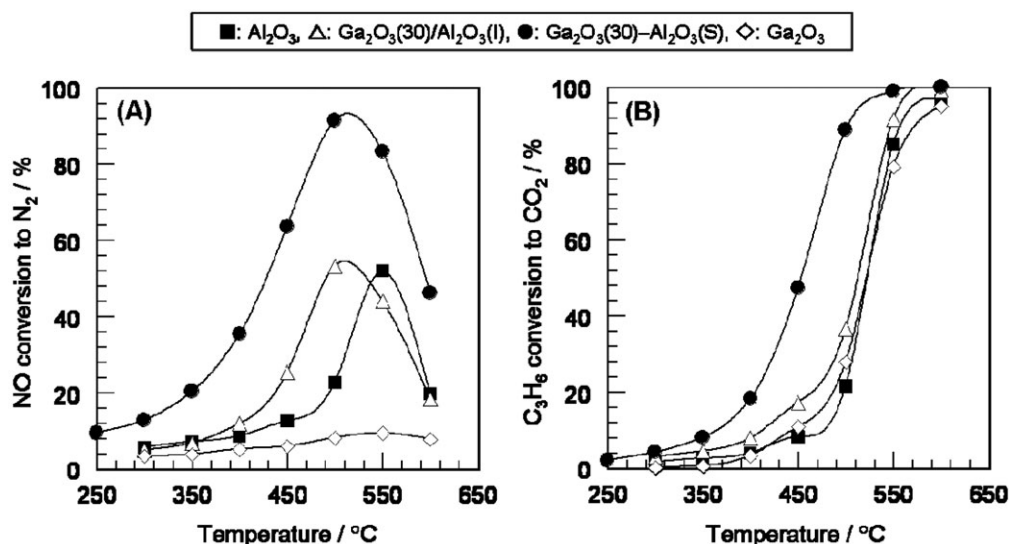 ■: Al₂O₃, △: Ga₂O₃(30)/Al₂O₃(I), ●: Ga₂O₃(30)–Al₂O₃(S), ◇: Ga₂O₃
(A)
NO conversion to N₂ / %
100
80
60
40
20
0
250 350 450 550 650
Temperature / °C
(B)
C₃H₆ conversion to CO₂ / %
100
80
60
40
20
0
250 350 450 550 650
Temperature / °C